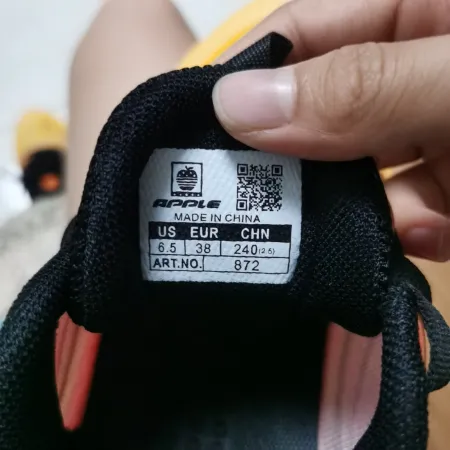 APPLE
MADE IN CHINA
US EUR CHN
6.5 38 240(2.5)
ART.NO. 872